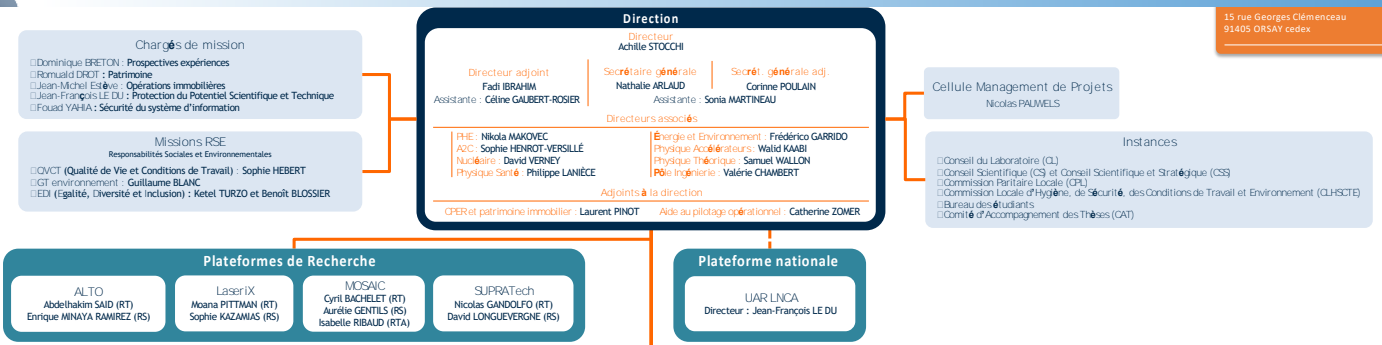 15 rue Georges Clémenceau
91405 ORSAY cedex
Direction
Directeur
Achille STOCCHI
Directeur adjoint
Fadi IBRAHIM
Assistante : Céline GAUBERT-ROSIER
Secrétaire générale
Nathalie ARLAUD
Secrét. générale adj.
Corinne POULAIN
Assistante : Sonia MARTINEAU
Directeurs associés
PHE : Nikola MAKOVEC
A2C : Sophie HENROT-VERSILLÉ
Nucléaire : David VERNEY
Physique Santé : Philippe LANIÈCE
Énergie et Environnement : Frédérico GARRIDO
Physique Accélérateurs : Walid KAABI
Physique Théorique : Samuel WALLON
Pôle Ingénierie : Valérie CHAMBERT
Adjoints à la direction
CPER et patrimoine immobilier : Laurent PINOT
Aide au pilotage opérationnel : Catherine ZOMER
Chargés de mission
Dominique BRETON : Prospectives expériences
Romuald DROT : Patrimoine
Jean-Michel Estève : Opérations immobilières
Jean-François LE DU : Protection du Potentiel Scientifique et Technique
Fouad YAHIA : Sécurité du système d'information
Missions RSE
Responsabilités Sociales et Environnementales
QVCT (Qualité de Vie et Conditions de Travail) : Sophie HEBERT
GT environnement : Guillaume BLANC
EDI (Egalité, Diversité et Inclusion) : Ketel TURZO et Benoît BLOSSIER
Cellule Management de Projets
Nicolas PAUWELS
Instances
Conseil du Laboratoire (CL)
Conseil Scientifique (CS) et Conseil Scientifique et Stratégique (CSS)
Commission Paritaire Locale (CPL)
Commission Locale d'Hygiène, de Sécurité, des Conditions de Travail et Environnement (CLHSCTE)
Bureau des étudiants
Comité d'Accompagnement des Thèses (CAT)
Plateformes de Recherche
ALTO
Abdelhakim SAID (RT)
Enrique MINAYA RAMIREZ (RS)
LaseriX
Moana PITTMAN (RT)
Sophie KAZAMIAS (RS)
MOSAIC
Cyril BACHELET (RT)
Aurélie GENTILS (RS)
Isabelle RIBAUD (RTA)
SUPRATech
Nicolas GANDOLFO (RT)
David LONGUEVERGNE (RS)
Plateforme nationale
UAR LNCA
Directeur : Jean-François LE DU